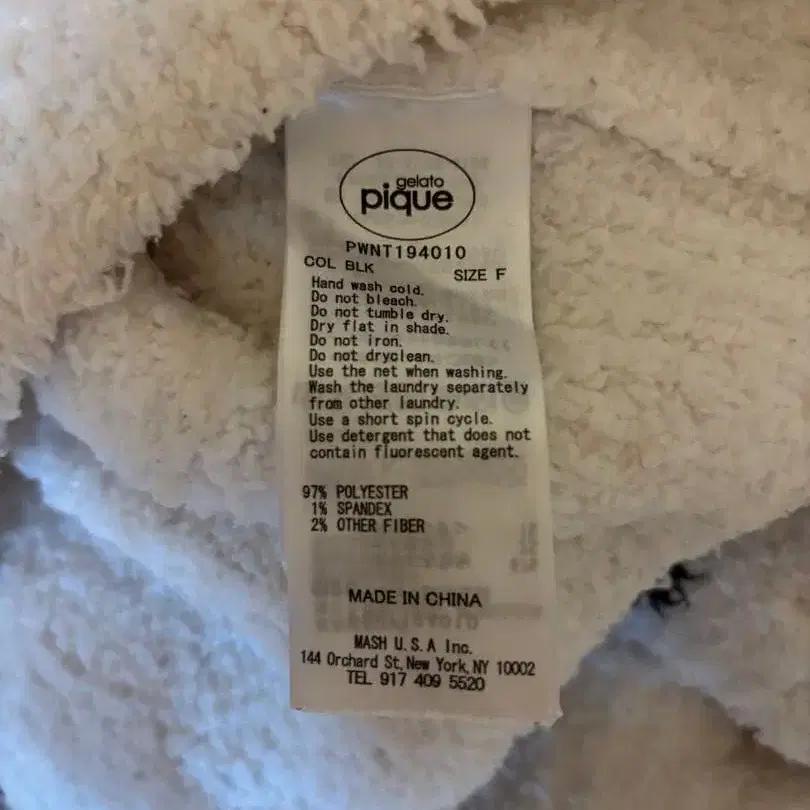 gelato
pique
PWNT194010
COL BLK SIZE F
Hand wash cold.
Do not bleach.
Do not tumble dry.
Dry flat in shade.
Do not iron.
Do not dryclean.
Use the net when washing.
Wash the laundry separately
from other laundry.
Use a short spin cycle.
Use detergent that does not
contain fluorescent agent.
97% POLYESTER
1% SPANDEX
2% OTHER FIBER
MADE IN CHINA
MASH U.S.A Inc.
144 Orchard St, New York, NY 10002
TEL 917 409 5520